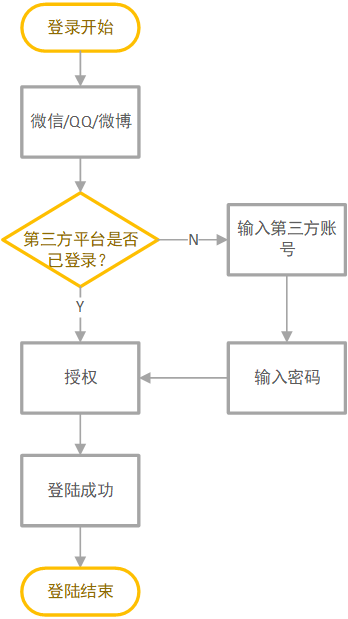 登录开始
微信/QQ/微博
第三方平台是否
已登录？
N
输入第三方账
号
Y
授权
输入密码
登陆成功
登陆结束